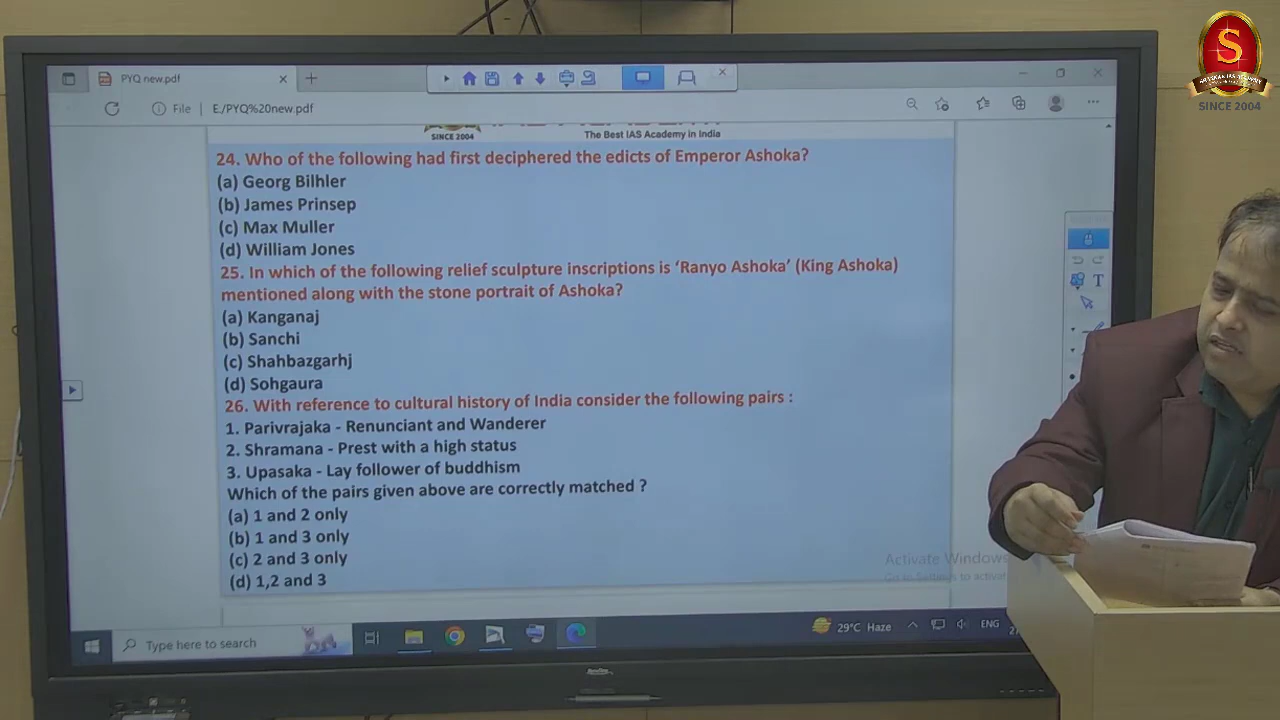 S
SINCE 2004
PYQ new.pdf
File E:/PYQ%20new.pdf
SINCE 2004
The Best IAS Academy in India
24. Who of the following had first deciphered the edicts of Emperor Ashoka?
(a) Georg Bilhler
(b) James Prinsep
(c) Max Muller
(d) William Jones
25. In which of the following relief sculpture inscriptions is ‘Ranyo Ashoka’ (King Ashoka)
mentioned along with the stone portrait of Ashoka?
(a) Kanganaj
(b) Sanchi
(c) Shahbazgarhj
(d) Sohgaura
26. With reference to cultural history of India consider the following pairs :
1. Parivrajaka - Renunciant and Wanderer
2. Shramana - Prest with a high status
3. Upasaka - Lay follower of buddhism
Which of the pairs given above are correctly matched ?
(a) 1 and 2 only
(b) 1 and 3 only
(c) 2 and 3 only
(d) 1,2 and 3
T
Activate Windows
Go to Settings to activat
Type here to search
29°C Haze
ENG